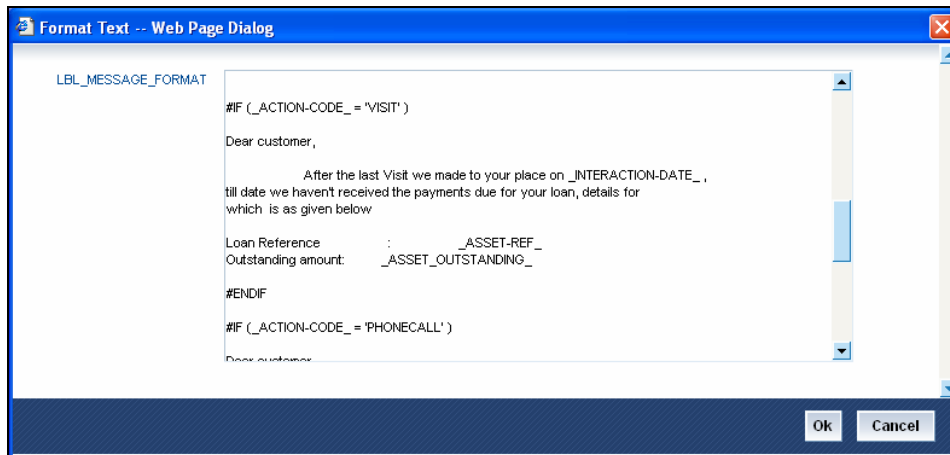 Format Text -- Web Page Dialog
LBL_MESSAGE_FORMAT
#IF (_ACTION-CODE_ = 'VISIT' )
Dear customer,
After the last Visit we made to your place on _INTERACTION-DATE_ ,
till date we haven't received the payments due for your loan, details for
which is as given below
Loan Reference : _ASSET-REF_
Outstanding amount: _ASSET_OUTSTANDING_
#ENDIF
#IF (_ACTION-CODE_ = 'PHONECALL' )
Dear customer
Ok Cancel